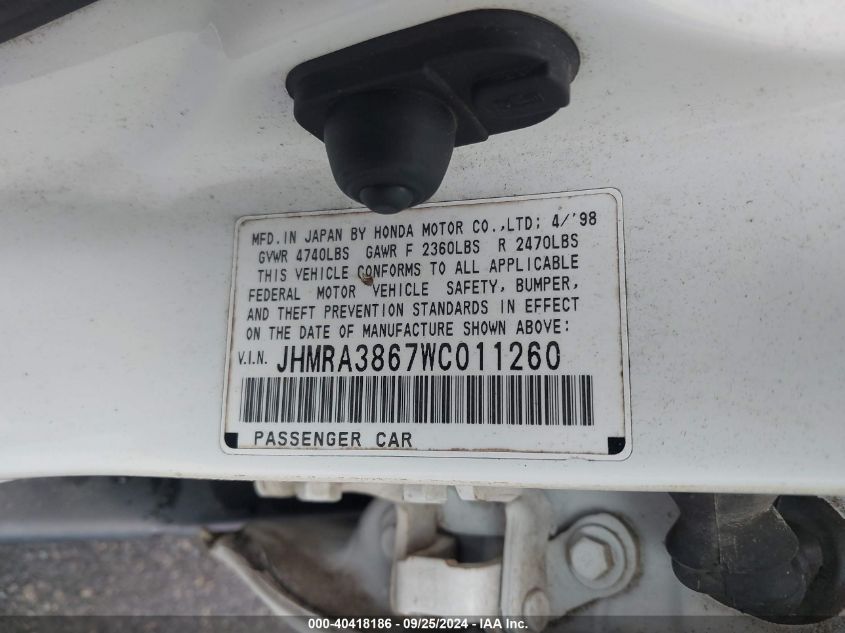 MFD. IN JAPAN BY HONDA MOTOR CO.,LTD; 4/'98
GVWR 4740LBS GAWR F 2360LBS R 2470LBS
THIS VEHICLE CONFORMS TO ALL APPLICABLE
FEDERAL MOTOR VEHICLE SAFETY, BUMPER,
AND THEFT PREVENTION STANDARDS IN EFFECT
ON THE DATE OF MANUFACTURE SHOWN ABOVE:
V.I.N. JHMRA3867WC011260
PASSENGER CAR
000-40418186 - 09/25/2024 - IAA Inc.